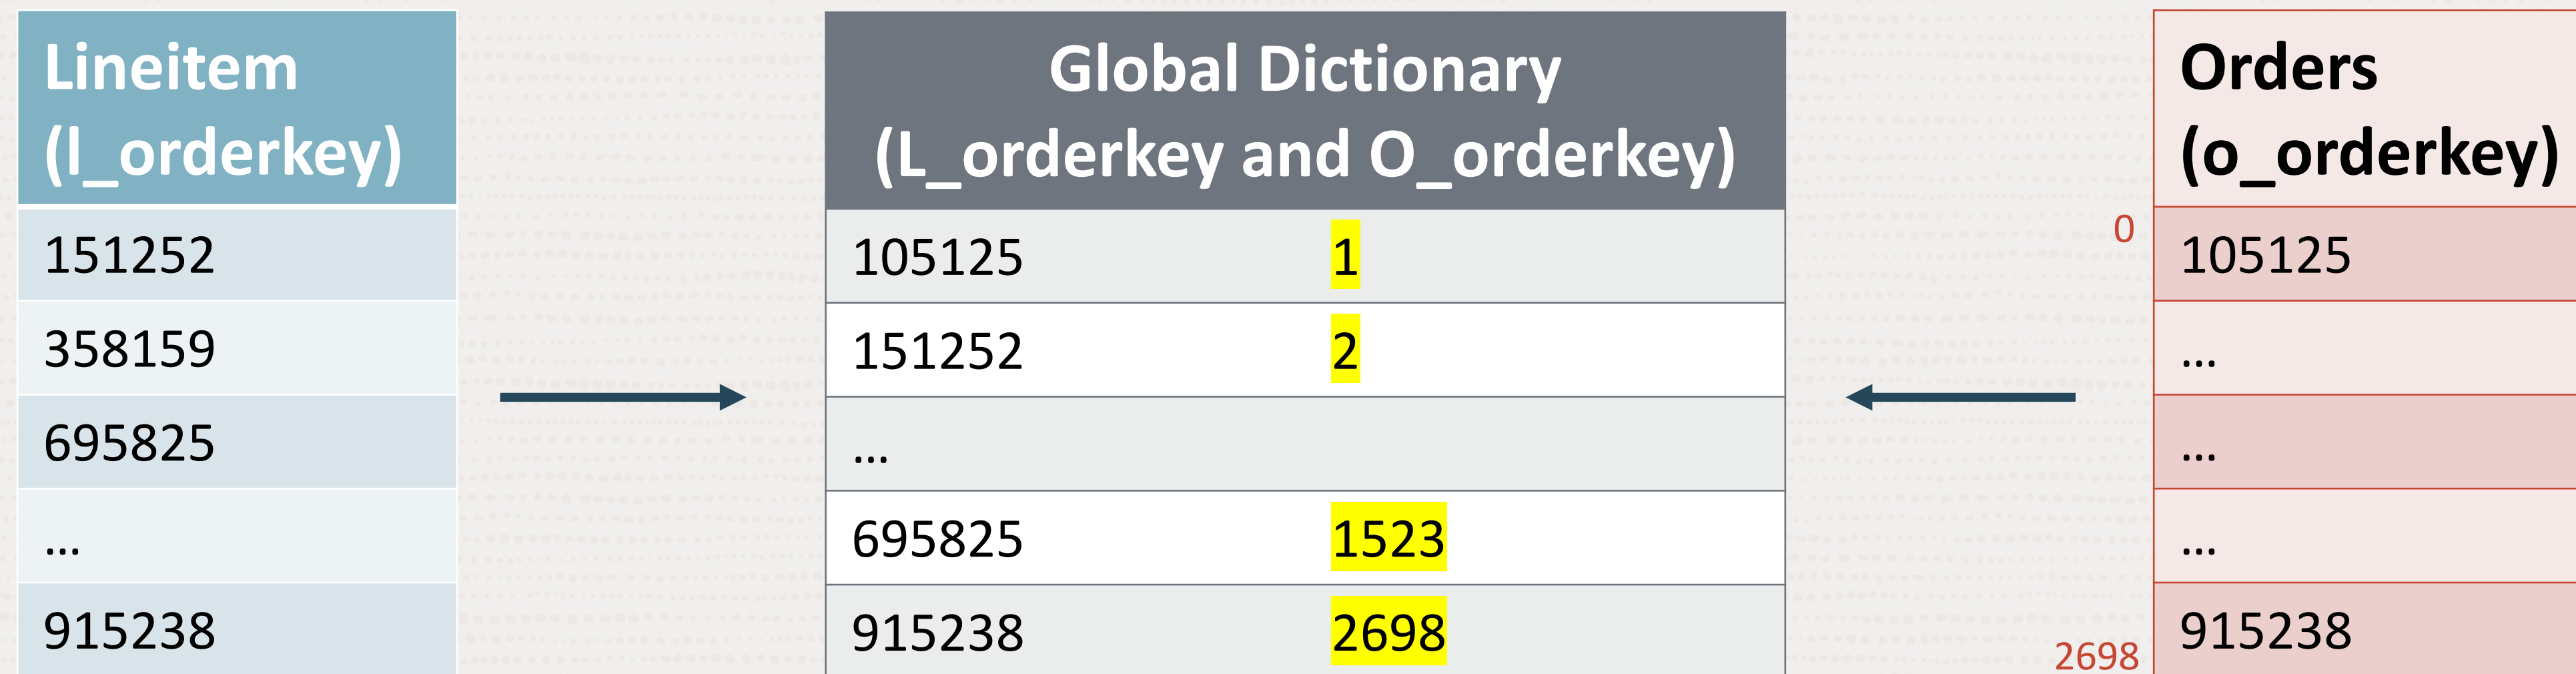 Lineitem
(l_orderkey)
151252
358159
695825
…
915238
Global Dictionary
(L_orderkey and O_orderkey)
105125 1
151252 2
…
695825 1523
915238 2698
Orders
(o_orderkey)
0
105125
…
…
…
2698
915238